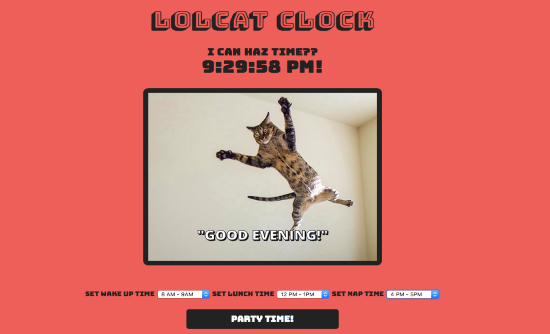 LOLCAT CLOCK
I CAN HAZ TIME??
9:29:58 PM!
"GOOD EVENING!"
SET WAKE UP TIME 8 AM - 9AM SET LUNCH TIME 12 PM - 1PM SET NAP TIME 4 PM - 5PM
PARTY TIME!